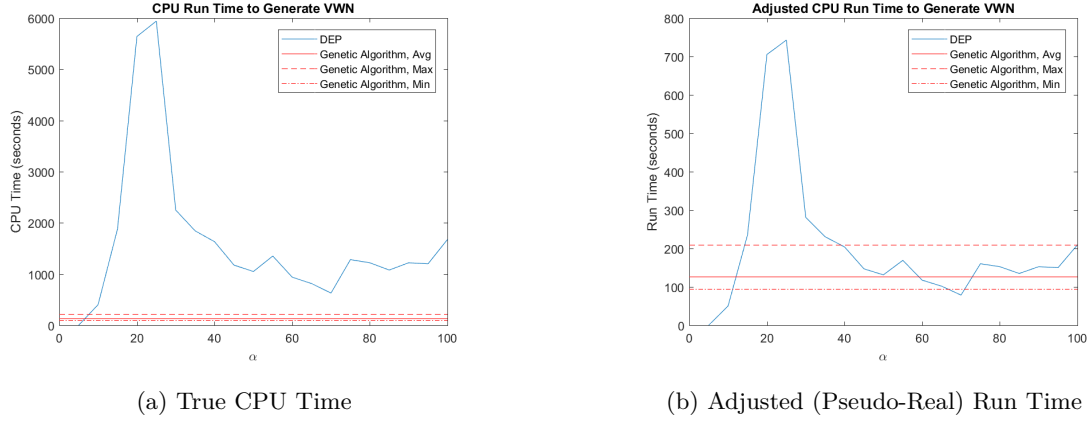 CPU Run Time to Generate VWN
6000
5000
4000
3000
2000
1000
0
CPU Time (seconds)
DEP
Genetic Algorithm, Avg
Genetic Algorithm, Max
Genetic Algorithm, Min
0 20 40 60 80 100
α
(a) True CPU Time
Adjusted CPU Run Time to Generate VWN
800
700
600
500
400
300
200
100
0
Run Time (seconds)
DEP
Genetic Algorithm, Avg
Genetic Algorithm, Max
Genetic Algorithm, Min
0 20 40 60 80 100
α
(b) Adjusted (Pseudo-Real) Run Time